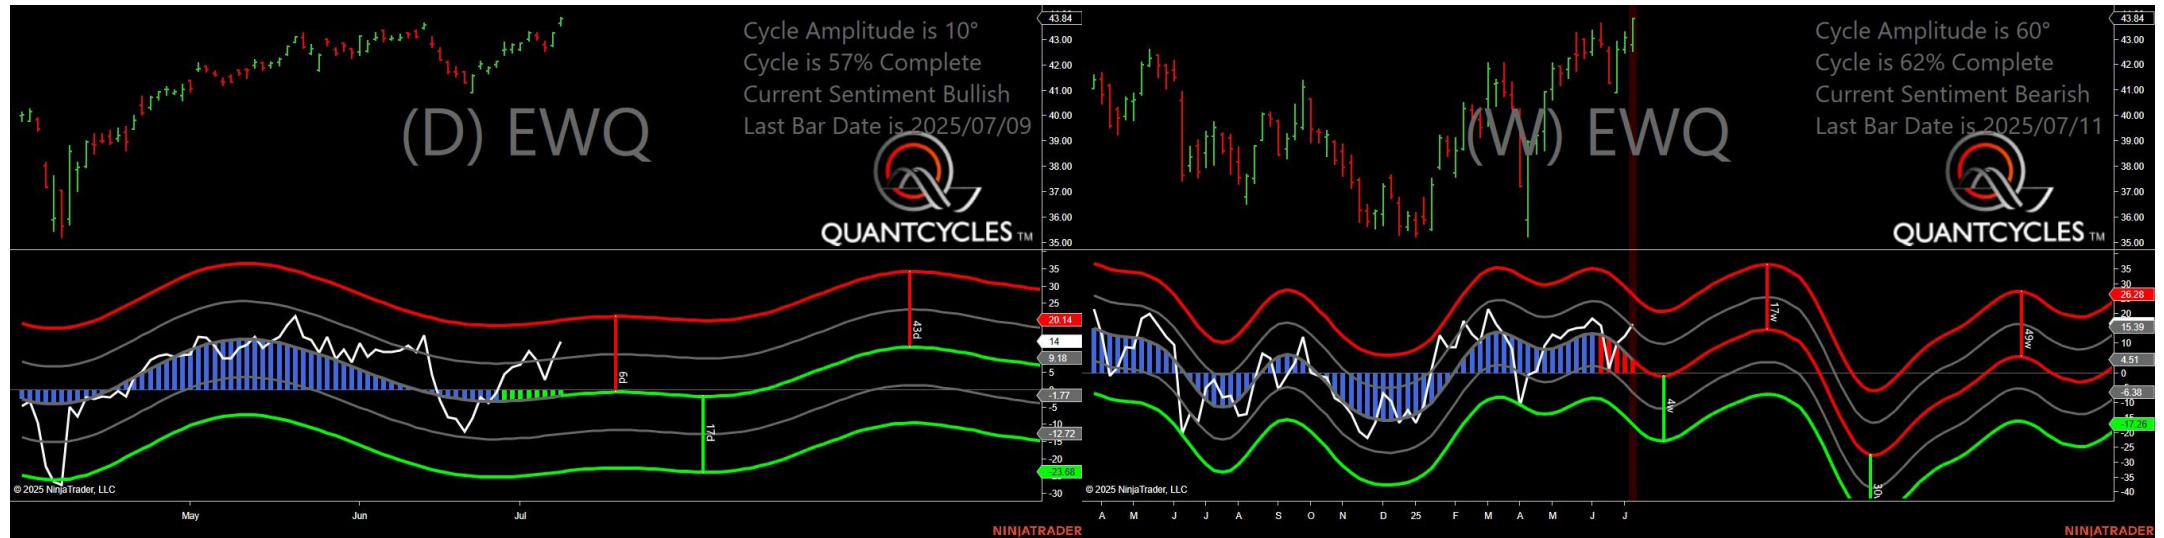 Cycle Amplitude is 10°
Cycle is 57% Complete
Current Sentiment Bullish
Last Bar Date is 2025/07/09
(D) EWQ
QUANTCYCLES TM
43.84
43.00
42.00
41.00
40.00
39.00
38.00
37.00
36.00
35.00
35
30
25
20.14
14
9.18
5
-1.77
-5
-10
-12.72
-15
-20
-23.68
-30
6d
17d
43d
© 2025 NinjaTrader, LLC
May Jun Jul
NINJATRADER
Cycle Amplitude is 60°
Cycle is 62% Complete
Current Sentiment Bearish
Last Bar Date is 2025/07/11
(W) EWQ
QUANTCYCLES TM
43.84
43.00
42.00
41.00
40.00
39.00
38.00
37.00
36.00
35.00
35
30
26.28
15.39
10
4.51
0
-6.38
-10
-17.26
-20
-25
-30
-35
-40
4w
17w
49w
© 2025 NinjaTrader, LLC
A M J J A S O N D 25 F M A M J J
NINJATRADER